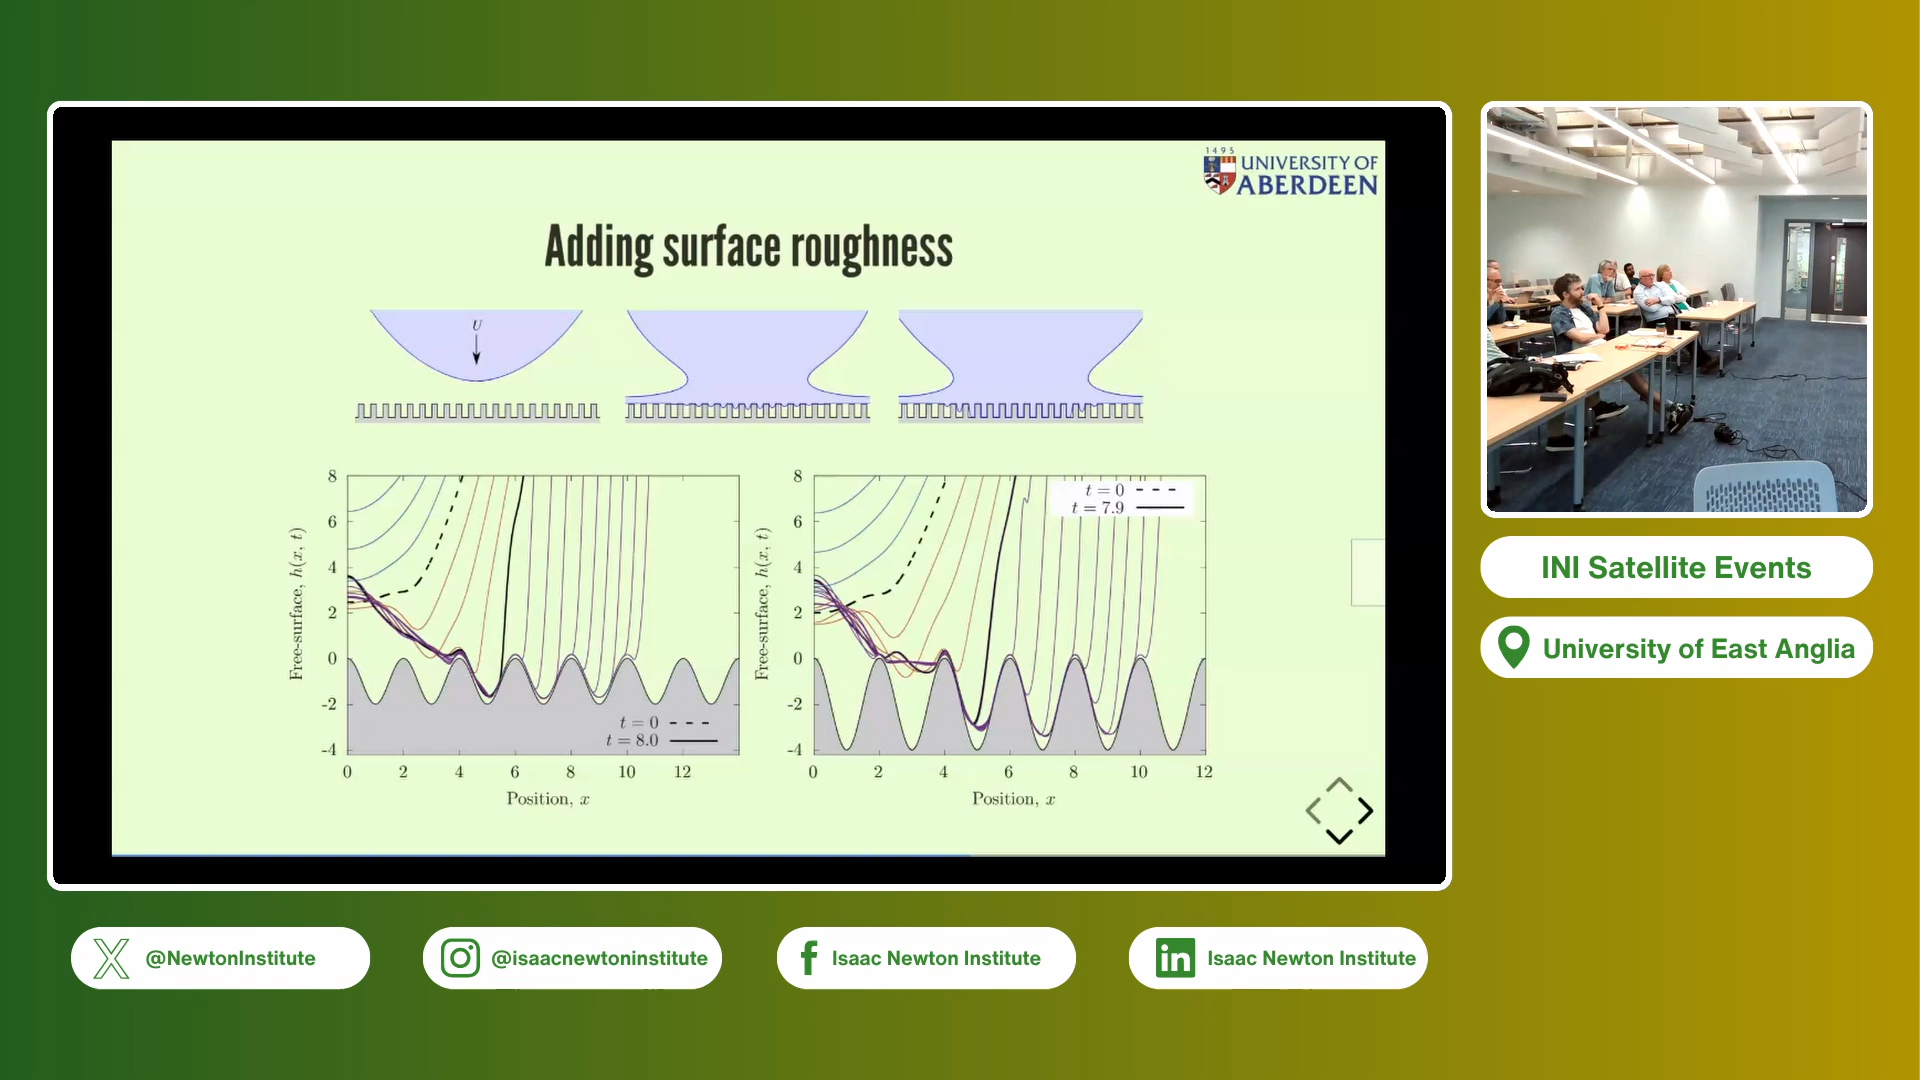 1495
UNIVERSITY OF
ABERDEEN
Adding surface roughness
U
8
6
4
2
0
-2
-4
Free-surface, h(x, t)
t = 0
t = 8.0
0 2 4 6 8 10 12
Position, x
8
6
4
2
0
-2
-4
Free-surface, h(x, t)
t = 0
t = 7.9
0 2 4 6 8 10 12
Position, x
INI Satellite Events
University of East Anglia
@NewtonInstitute
@isaacnewtoninstitute
Isaac Newton Institute
Isaac Newton Institute